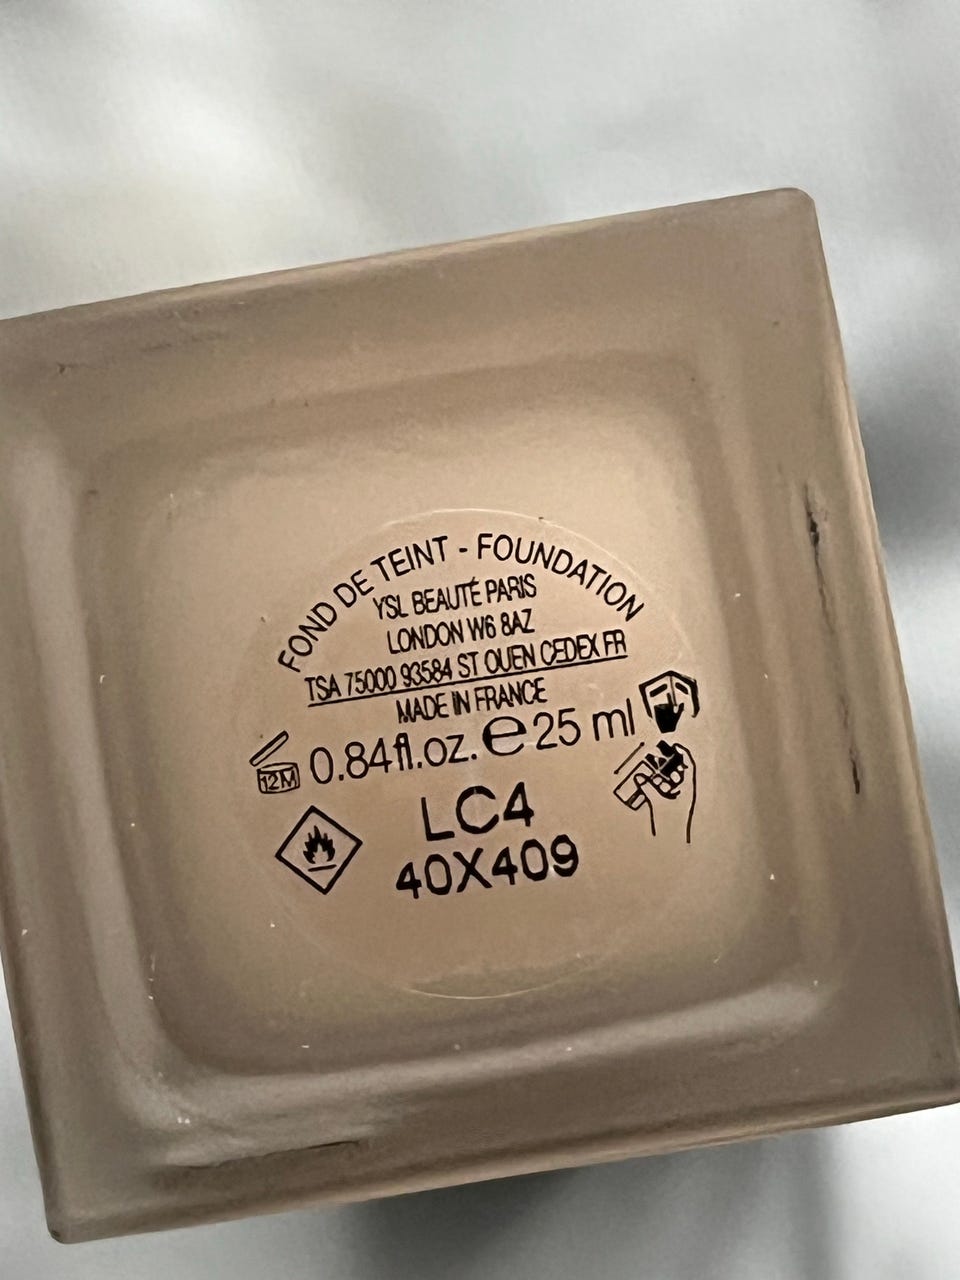 FOND DE TEINT - FOUNDATION
YSL BEAUTÉ PARIS
LONDON W6 8AZ
TSA 75000 93584 ST OUEN CEDEX FR
MADE IN FRANCE
12M 0.84fl.oz. e 25 ml
LC4
40X409